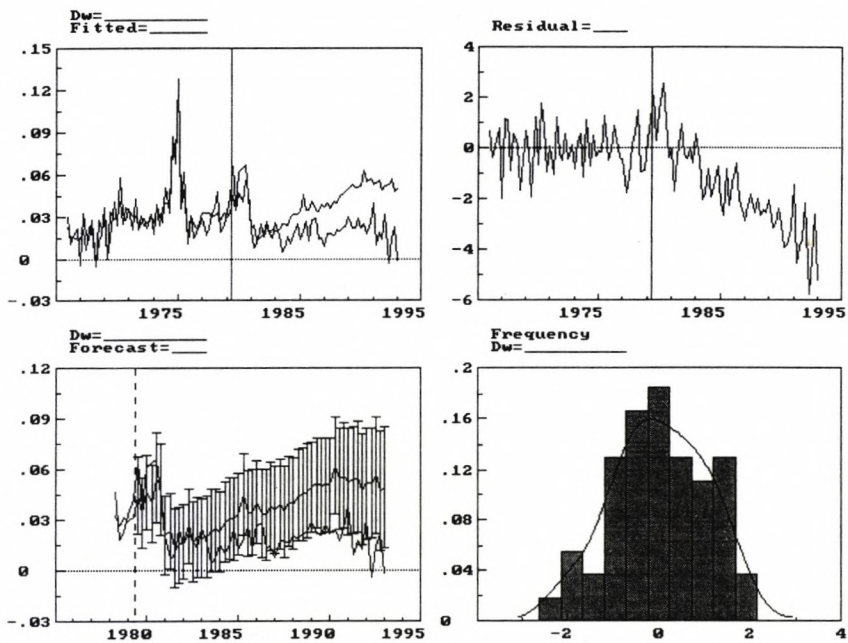 Dw=
Fitted=
.15
.12
.09
.06
.03
0
-.03
1975 1985 1995
Residual=
4
2
0
-2
-4
-6
1975 1985 1995
Dw=
Forecast=
.12
.09
.06
.03
0
-.03
1980 1985 1990 1995
Frequency
Dw=
.2
.16
.12
.08
.04
0
-2 0 2 4